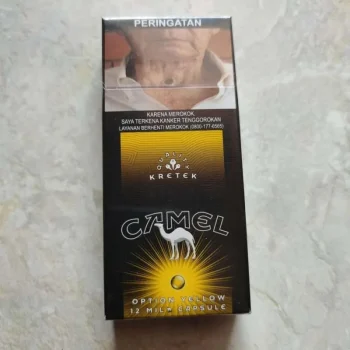 PERINGATAN
KARENA MEROKOK
SAYA TERKENA KANKER TENGGOROKAN
LAYANAN BERHENTI MEROKOK (0800-177-6565)
QUALITY
KRETEK
CAMEL
OPTION YELLOW
12 MILD CAPSULE